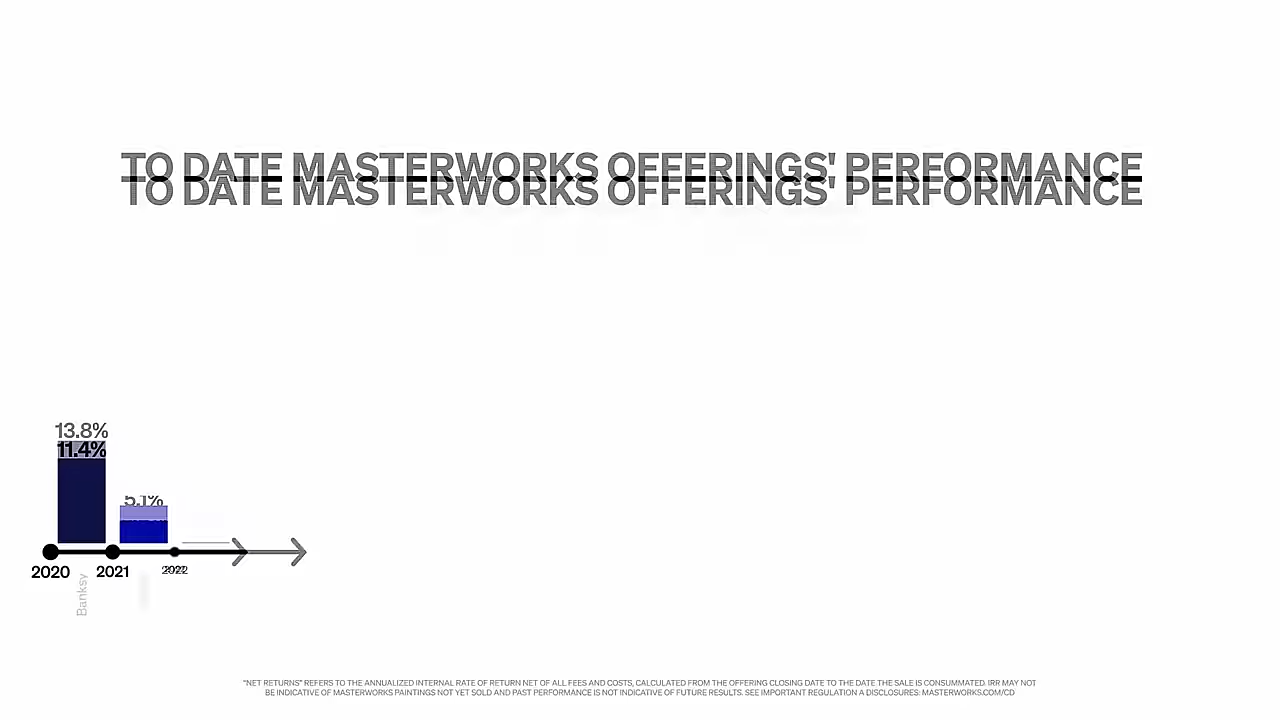 TO DATE MASTERWORKS OFFERINGS' PERFORMANCE
TO DATE MASTERWORKS OFFERINGS' PERFORMANCE
13.8%
11.4%
5.1%
2020 2021 2022
Banksy
"NET RETURNS" REFERS TO THE ANNUALIZED INTERNAL RATE OF RETURN NET OF ALL FEES AND COSTS, CALCULATED FROM THE OFFERING CLOSING DATE TO THE DATE THE SALE IS CONSUMMATED. IRR MAY NOT
BE INDICATIVE OF MASTERWORKS PAINTINGS NOT YET SOLD AND PAST PERFORMANCE IS NOT INDICATIVE OF FUTURE RESULTS. SEE IMPORTANT REGULATION A DISCLOSURES: MASTERWORKS.COM/CD